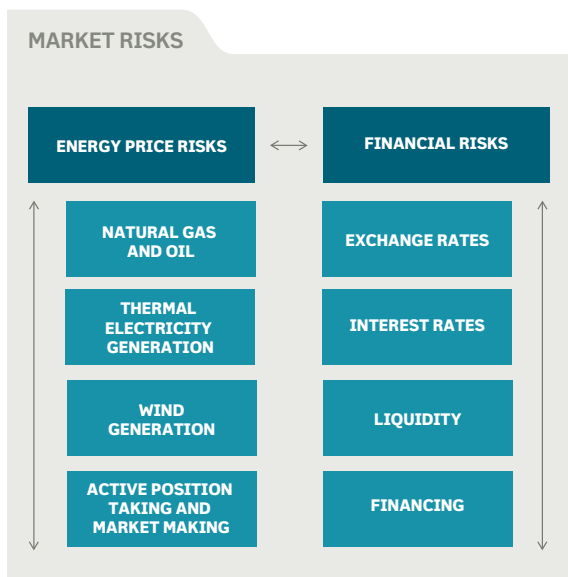 MARKET RISKS
ENERGY PRICE RISKS
FINANCIAL RISKS
NATURAL GAS
AND OIL
EXCHANGE RATES
THERMAL
ELECTRICITY
GENERATION
INTEREST RATES
WIND
GENERATION
LIQUIDITY
ACTIVE POSITION
TAKING AND
MARKET MAKING
FINANCING